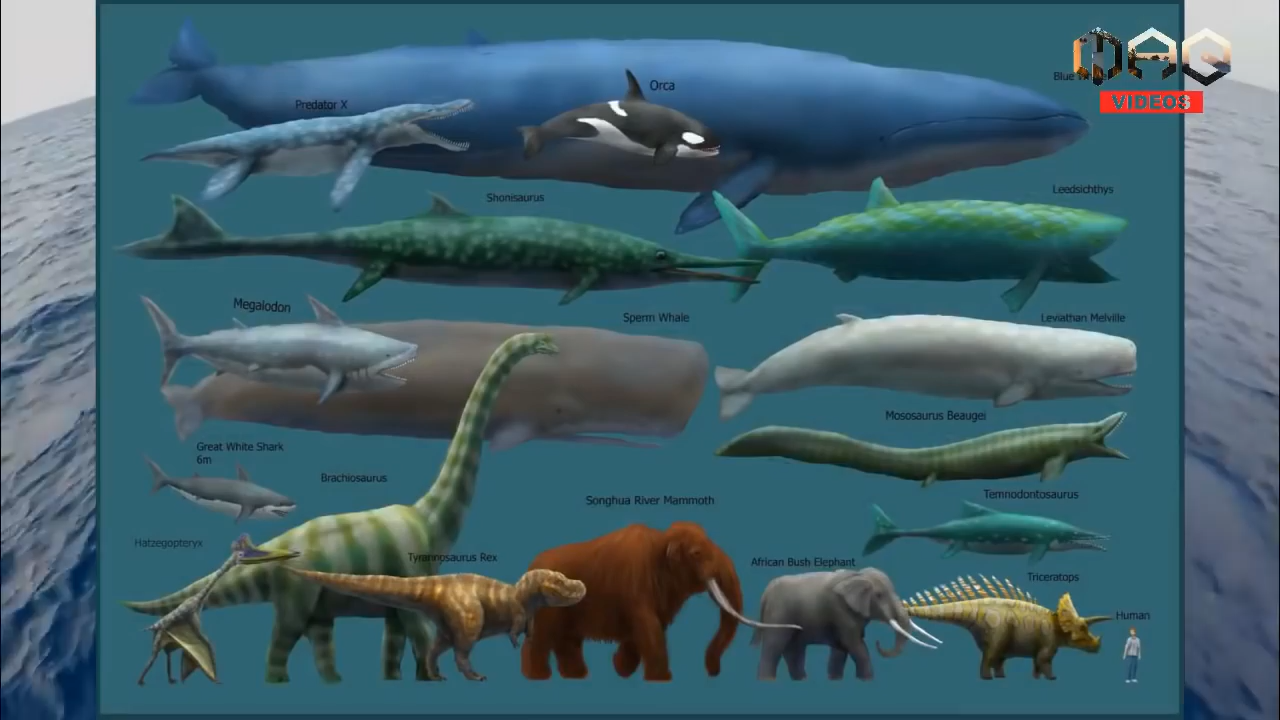 MAQ
VIDEOS
Blue
Orca
Predator X
Leedsichthys
Shonisaurus
Megalodon
Sperm Whale
Leviathan Melville
Mososaurus Beaugei
Great White Shark
6m
Brachiosaurus
Songhua River Mammoth
Temnodontosaurus
Hatzegopteryx
Tyrannosaurus Rex
African Bush Elephant
Triceratops
Human